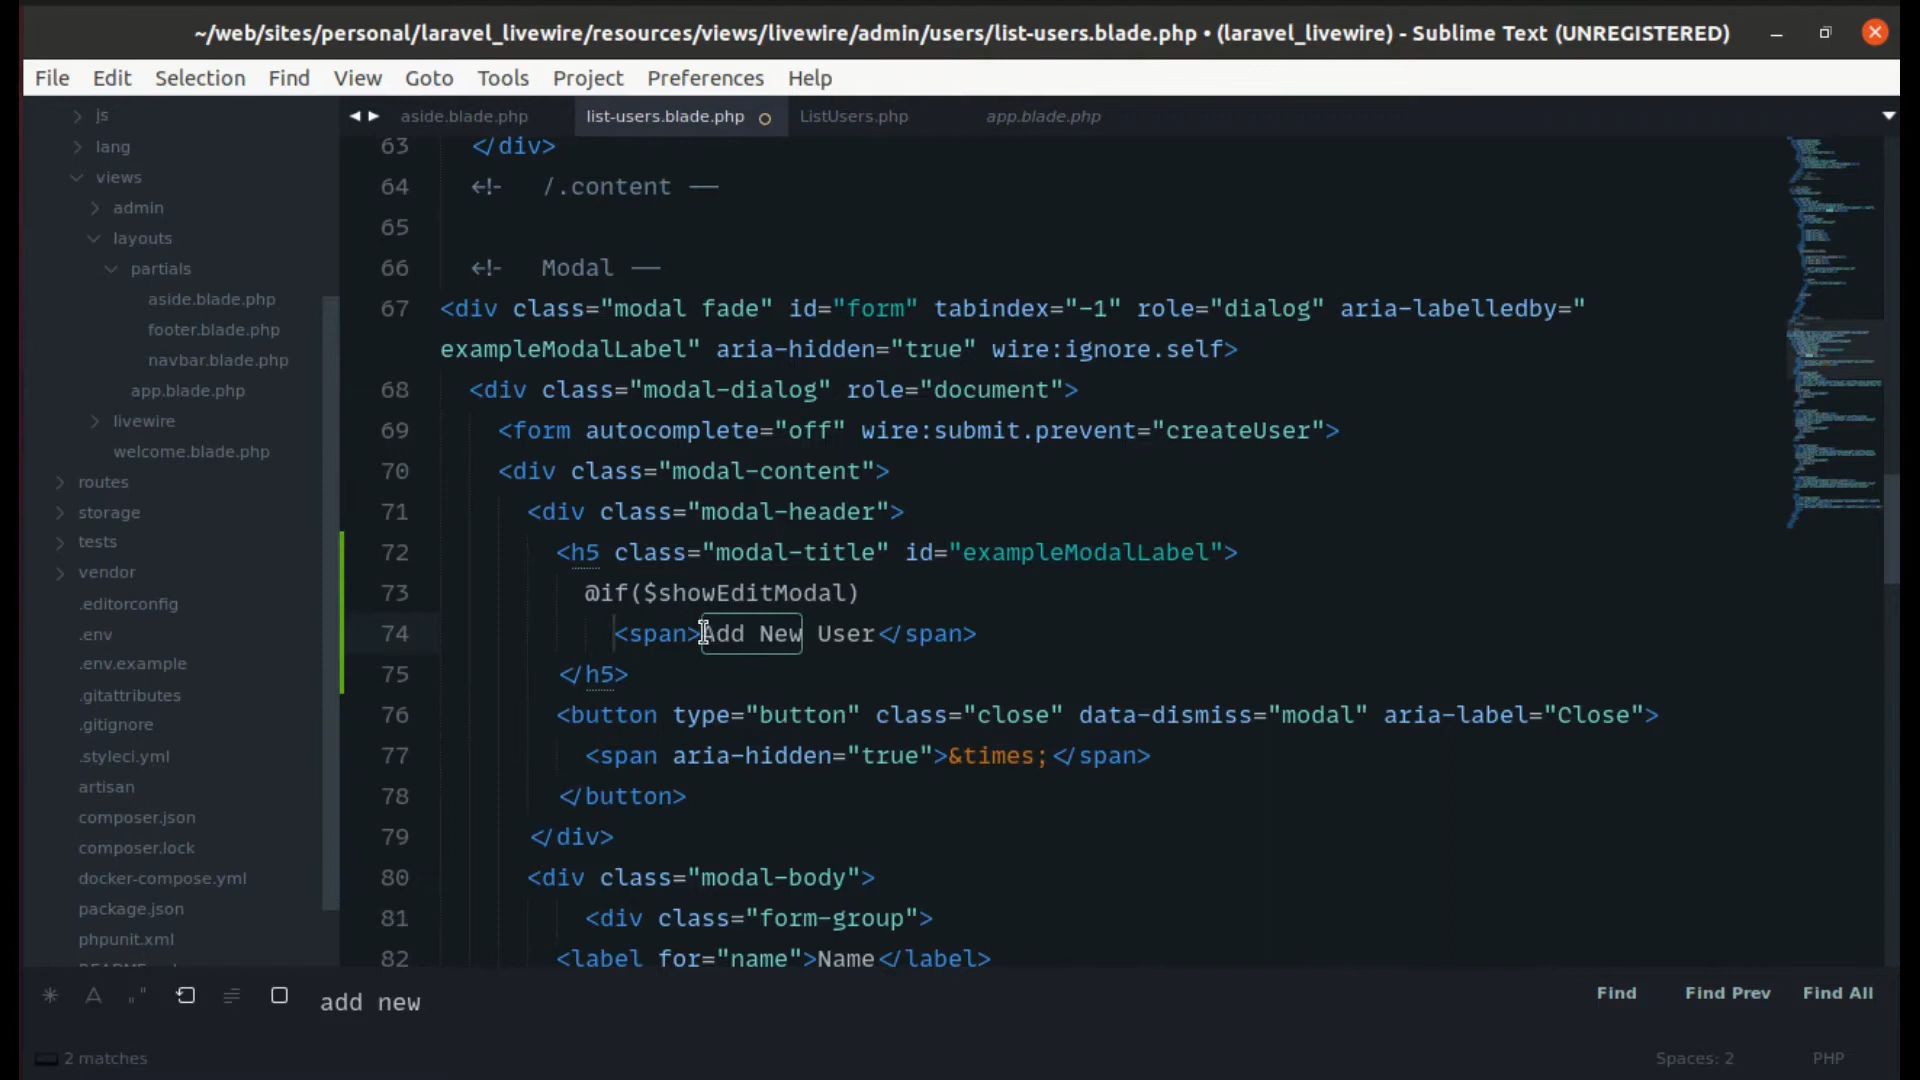 ~/web/sites/personal/laravel_livewire/resources/views/livewire/admin/users/list-users.blade.php • (laravel_livewire) - Sublime Text (UNREGISTERED)
File Edit Selection Find View Goto Tools Project Preferences Help
aside.blade.php list-users.blade.php ListUsers.php app.blade.php
js
lang
views
admin
layouts
partials
aside.blade.php
footer.blade.php
navbar.blade.php
app.blade.php
livewire
welcome.blade.php
routes
storage
tests
vendor
.editorconfig
.env
.env.example
.gitattributes
.gitignore
.styleci.yml
artisan
composer.json
composer.lock
docker-compose.yml
package.json
phpunit.xml
63 </div>
64 <!-- /.content --
65
66 <!-- Modal --
67 <div class="modal fade" id="form" tabindex="-1" role="dialog" aria-labelledby="
exampleModalLabel" aria-hidden="true" wire:ignore.self>
68 <div class="modal-dialog" role="document">
69 <form autocomplete="off" wire:submit.prevent="createUser">
70 <div class="modal-content">
71 <div class="modal-header">
72 <h5 class="modal-title" id="exampleModalLabel">
73 @if($showEditModal)
74 <span>Add New User</span>
75 </h5>
76 <button type="button" class="close" data-dismiss="modal" aria-label="Close">
77 <span aria-hidden="true">&times;</span>
78 </button>
79 </div>
80 <div class="modal-body">
81 <div class="form-group">
82 <label for="name">Name</label>
add new
Find Find Prev Find All
2 matches Spaces: 2 PHP